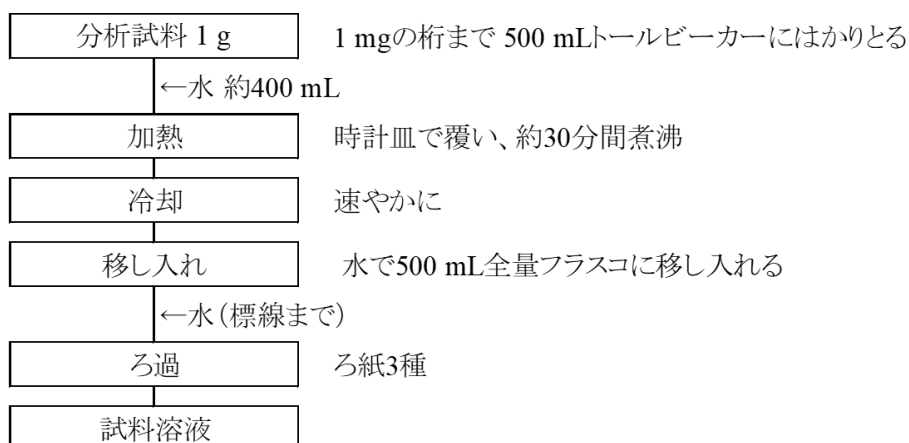 分析試料 1 g 1 mgの桁まで 500 mLトールビーカーにはかりとる
←水 約400 mL
加熱 時計皿で覆い、約30分間煮沸
冷却 速やかに
移し入れ 水で500 mL全量フラスコに移し入れる
←水（標線まで）
ろ過 ろ紙3種
試料溶液